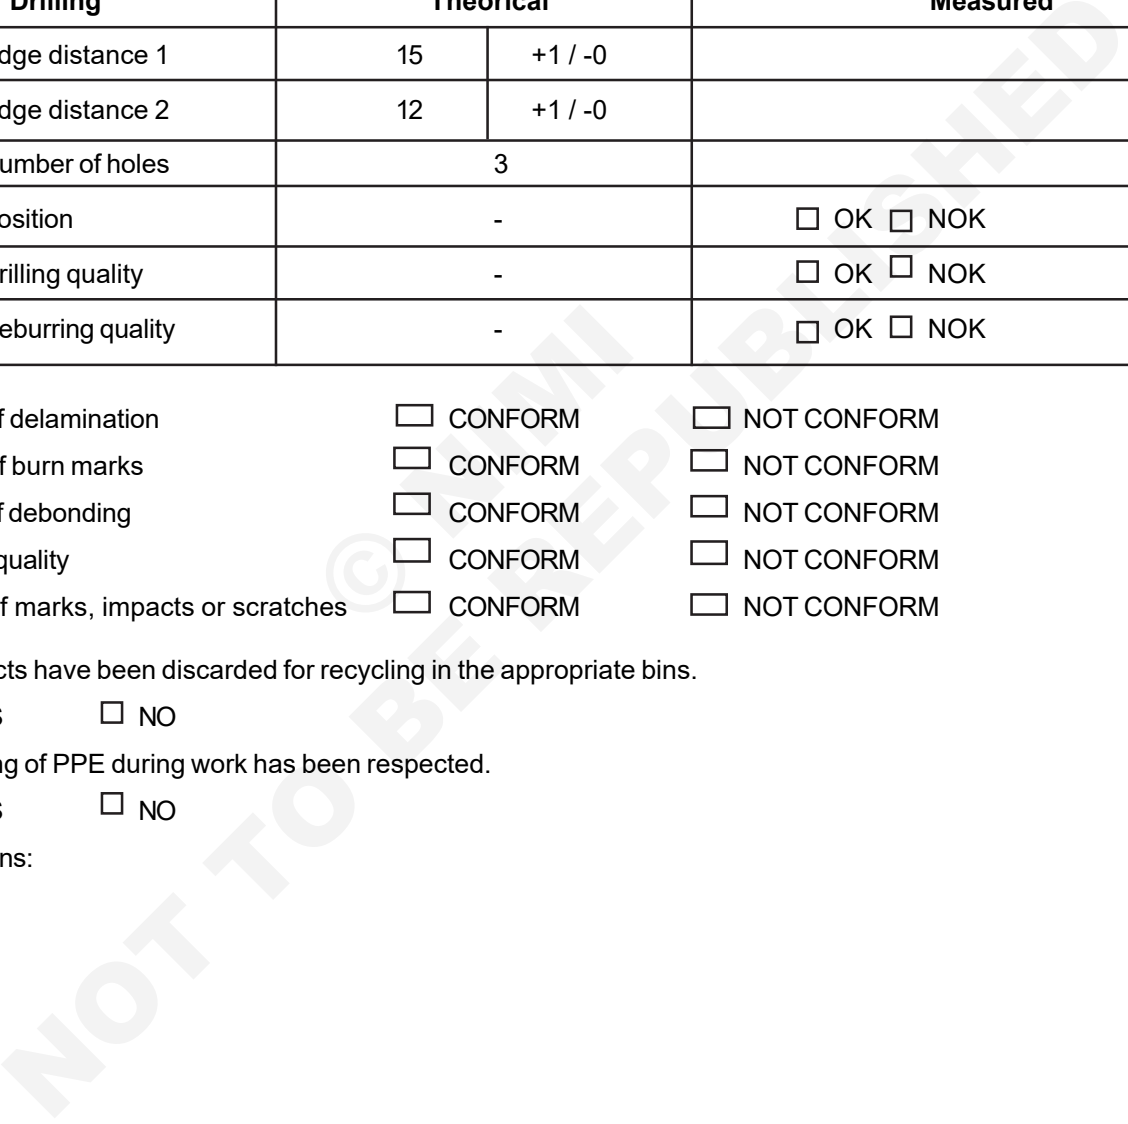 Drilling Theorical Measured
dge distance 1 15 +1 / -0
dge distance 2 12 +1 / -0
umber of holes 3
osition - OK NOK
rilling quality - OK NOK
eburring quality - OK NOK
f delamination CONFORM NOT CONFORM
f burn marks CONFORM NOT CONFORM
f debonding CONFORM NOT CONFORM
quality CONFORM NOT CONFORM
f marks, impacts or scratches CONFORM NOT CONFORM
cts have been discarded for recycling in the appropriate bins.
S NO
ng of PPE during work has been respected.
S NO
ns:
© NIMI
NOT TO BE REPUBLISHED